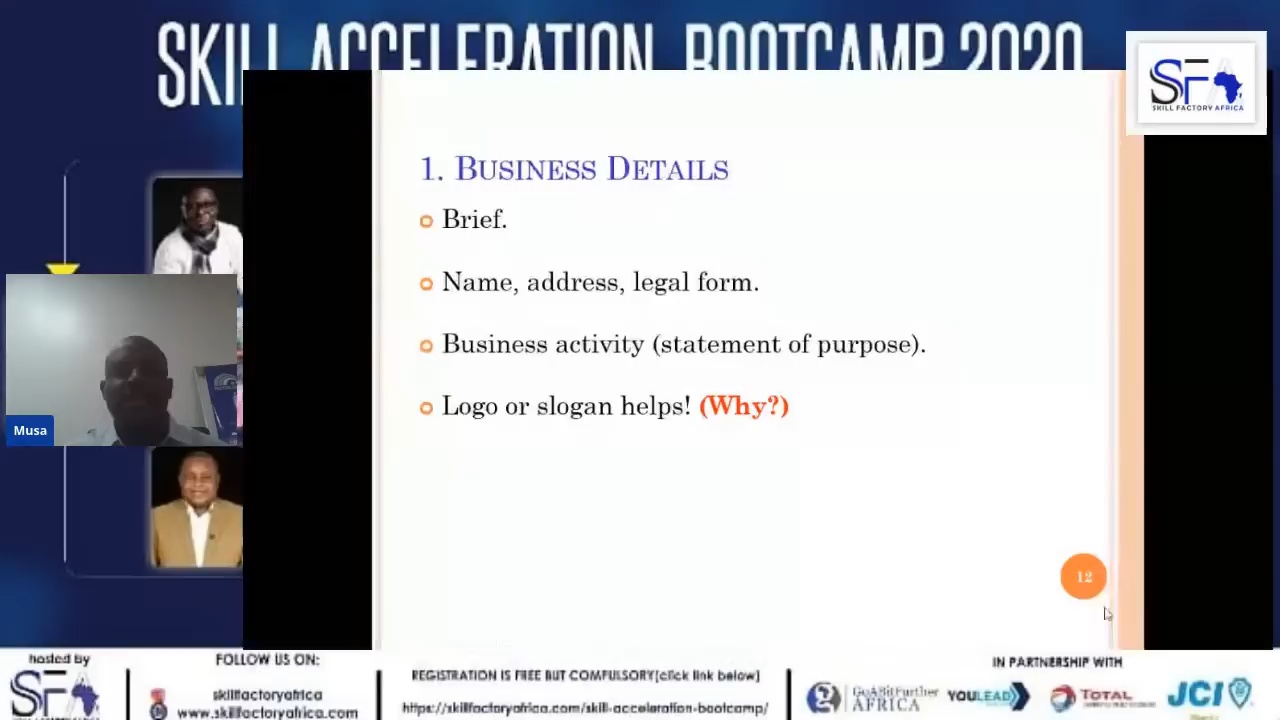 SKILL ACCELERATION BOOTCAMP 2020
SFA
SKILL FACTORY AFRICA
1. BUSINESS DETAILS
Brief.
Name, address, legal form.
Business activity (statement of purpose).
Logo or slogan helps! (Why?)
Musa
12
hosted by
SFA
FOLLOW US ON:
skillfactoryafrica
www.skillfactoryafrica.com
REGISTRATION IS FREE BUT COMPULSORY(click link below)
https://skillfactoryafrica.com/skill-acceleration-bootcamp/
IN PARTNERSHIP WITH
GoABitFurther
AFRICA
YOULEAD
TOTAL
JCI